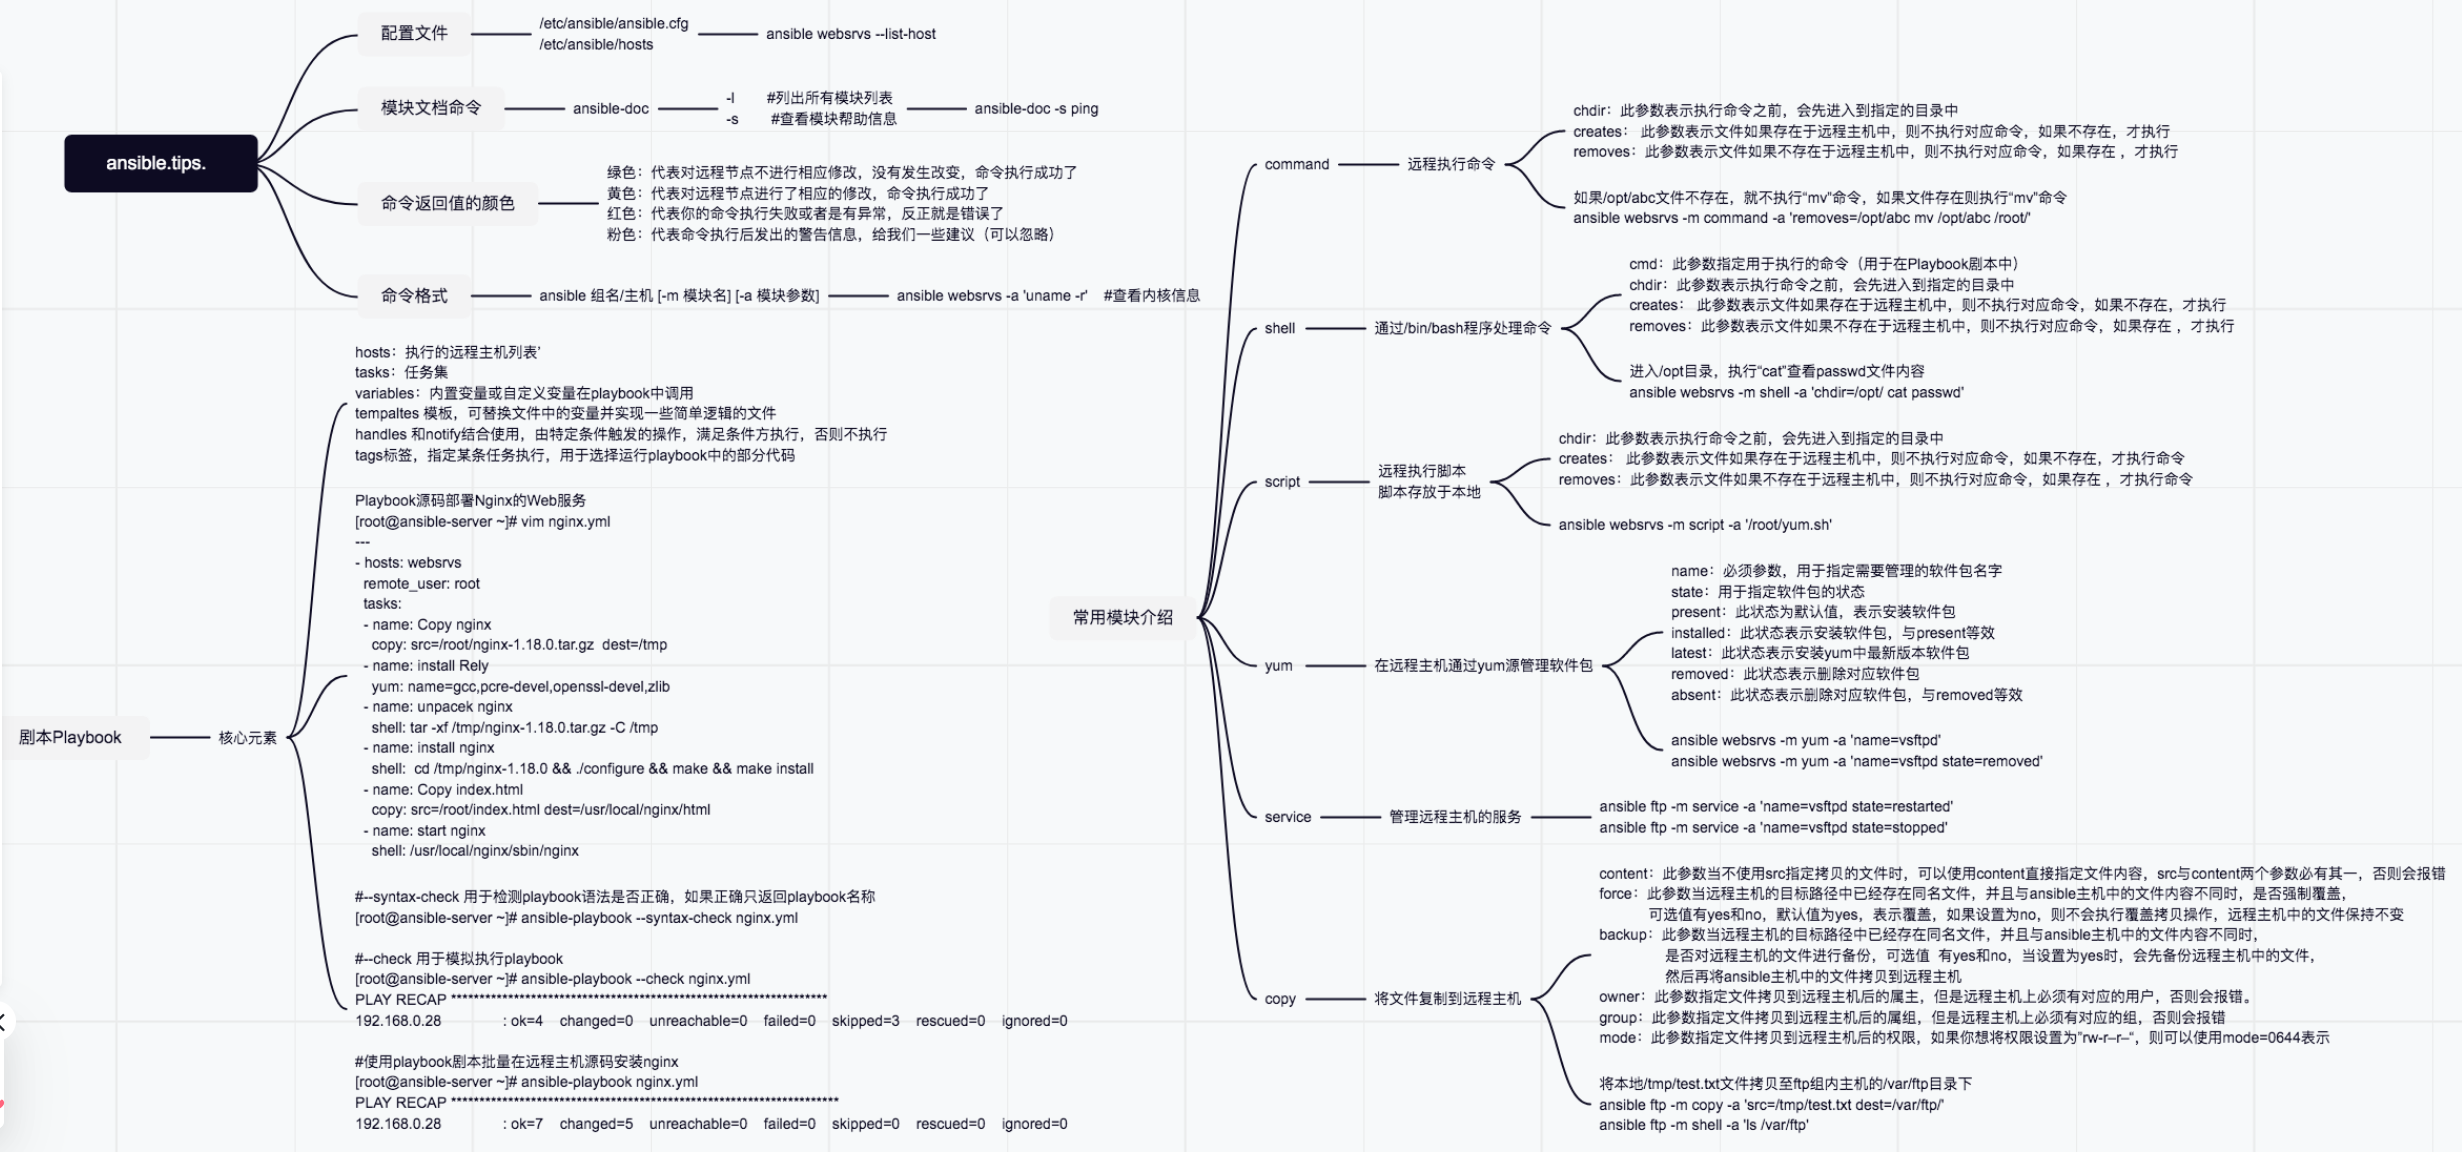 ansible.tips.
配置文件
/etc/ansible/ansible.cfg
/etc/ansible/hosts
ansible websrvs --list-host
模块文档命令
ansible-doc
-l #列出所有模块列表
-s #查看模块帮助信息
ansible-doc -s ping
命令返回值的颜色
绿色：代表对远程节点不进行相应修改，没有发生改变，命令执行成功了
黄色：代表对远程节点进行了相应的修改，命令执行成功了
红色：代表你的命令执行失败或者是有异常，反正就是错误了
粉色：代表命令执行后发出的警告信息，给我们一些建议（可以忽略）
命令格式
ansible 组名/主机 [-m 模块名] [-a 模块参数]
ansible websrvs -a 'uname -r' #查看内核信息
剧本Playbook
核心元素
hosts：执行的远程主机列表’
tasks：任务集
variables：内置变量或自定义变量在playbook中调用
tempaltes 模板，可替换文件中的变量并实现一些简单逻辑的文件
handles 和notify结合使用，由特定条件触发的操作，满足条件方执行，否则不执行
tags标签，指定某条任务执行，用于选择运行playbook中的部分代码
Playbook源码部署Nginx的Web服务
[root@ansible-server ~]# vim nginx.yml
---
- hosts: websrvs
remote_user: root
tasks:
- name: Copy nginx
copy: src=/root/nginx-1.18.0.tar.gz  dest=/tmp
- name: install Rely
yum: name=gcc,pcre-devel,openssl-devel,zlib
- name: unpacek nginx
shell: tar -xf /tmp/nginx-1.18.0.tar.gz -C /tmp
- name: install nginx
shell:  cd /tmp/nginx-1.18.0 && ./configure && make && make install
- name: Copy index.html
copy: src=/root/index.html dest=/usr/local/nginx/html
- name: start nginx
shell: /usr/local/nginx/sbin/nginx
#--syntax-check 用于检测playbook语法是否正确，如果正确只返回playbook名称
[root@ansible-server ~]# ansible-playbook --syntax-check nginx.yml
#--check 用于模拟执行playbook
[root@ansible-server ~]# ansible-playbook --check nginx.yml
PLAY RECAP ******************************************************************
192.168.0.28 : ok=4 changed=0 unreachable=0 failed=0 skipped=3 rescued=0 ignored=0
#使用playbook剧本批量在远程主机源码安装nginx
[root@ansible-server ~]# ansible-playbook nginx.yml
PLAY RECAP ********************************************************************
192.168.0.28 : ok=7 changed=5 unreachable=0 failed=0 skipped=0 rescued=0 ignored=0
常用模块介绍
command
远程执行命令
chdir：此参数表示执行命令之前，会先进入到指定的目录中
creates： 此参数表示文件如果存在于远程主机中，则不执行对应命令，如果不存在，才执行
removes：此参数表示文件如果不存在于远程主机中，则不执行对应命令，如果存在 ，才执行
如果/opt/abc文件不存在，就不执行“mv”命令，如果文件存在则执行“mv”命令
ansible websrvs -m command -a 'removes=/opt/abc mv /opt/abc /root/'
shell
通过/bin/bash程序处理命令
cmd：此参数指定用于执行的命令（用于在Playbook剧本中）
chdir：此参数表示执行命令之前，会先进入到指定的目录中
creates： 此参数表示文件如果存在于远程主机中，则不执行对应命令，如果不存在，才执行
removes：此参数表示文件如果不存在于远程主机中，则不执行对应命令，如果存在 ，才执行
进入/opt目录，执行“cat”查看passwd文件内容
ansible websrvs -m shell -a 'chdir=/opt/ cat passwd'
script
远程执行脚本
脚本存放于本地
chdir：此参数表示执行命令之前，会先进入到指定的目录中
creates： 此参数表示文件如果存在于远程主机中，则不执行对应命令，如果不存在，才执行命令
removes：此参数表示文件如果不存在于远程主机中，则不执行对应命令，如果存在 ，才执行命令
ansible websrvs -m script -a '/root/yum.sh'
yum
在远程主机通过yum源管理软件包
name：必须参数，用于指定需要管理的软件包名字
state：用于指定软件包的状态
present：此状态为默认值，表示安装软件包
installed：此状态表示安装软件包，与present等效
latest：此状态表示安装yum中最新版本软件包
removed：此状态表示删除对应软件包
absent：此状态表示删除对应软件包，与removed等效
ansible websrvs -m yum -a 'name=vsftpd'
ansible websrvs -m yum -a 'name=vsftpd state=removed'
service
管理远程主机的服务
ansible ftp -m service -a 'name=vsftpd state=restarted'
ansible ftp -m service -a 'name=vsftpd state=stopped'
copy
将文件复制到远程主机
content：此参数当不使用src指定拷贝的文件时，可以使用content直接指定文件内容，src与content两个参数必有其一，否则会报错
force：此参数当远程主机的目标路径中已经存在同名文件，并且与ansible主机中的文件内容不同时，是否强制覆盖，
可选值有yes和no，默认值为yes，表示覆盖，如果设置为no，则不会执行覆盖拷贝操作，远程主机中的文件保持不变
backup：此参数当远程主机的目标路径中已经存在同名文件，并且与ansible主机中的文件内容不同时，
是否对远程主机的文件进行备份，可选值 有yes和no，当设置为yes时，会先备份远程主机中的文件，
然后再将ansible主机中的文件拷贝到远程主机
owner：此参数指定文件拷贝到远程主机后的属主，但是远程主机上必须有对应的用户，否则会报错。
group：此参数指定文件拷贝到远程主机后的属组，但是远程主机上必须有对应的组，否则会报错
mode：此参数指定文件拷贝到远程主机后的权限，如果你想将权限设置为”rw-r–r–“，则可以使用mode=0644表示
将本地/tmp/test.txt文件拷贝至ftp组内主机的/var/ftp目录下
ansible ftp -m copy -a 'src=/tmp/test.txt dest=/var/ftp/'
ansible ftp -m shell -a 'ls /var/ftp'